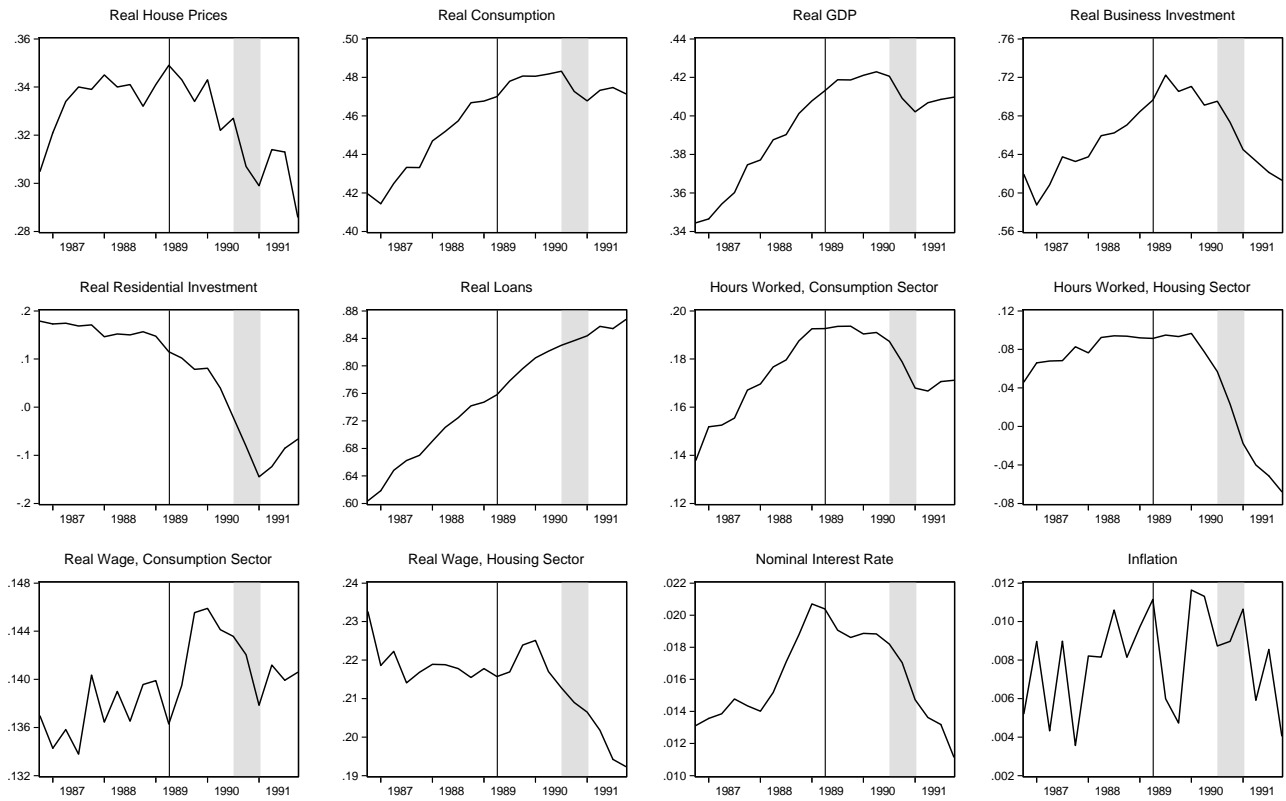 Real House Prices
.36
.34
.32
.30
.28
1987 1988 1989 1990 1991
Real Consumption
.50
.48
.46
.44
.42
.40
1987 1988 1989 1990 1991
Real GDP
.44
.42
.40
.38
.36
.34
1987 1988 1989 1990 1991
Real Business Investment
.76
.72
.68
.64
.60
.56
1987 1988 1989 1990 1991
Real Residential Investment
.2
.1
.0
-.1
-.2
1987 1988 1989 1990 1991
Real Loans
.88
.84
.80
.76
.72
.68
.64
.60
1987 1988 1989 1990 1991
Hours Worked, Consumption Sector
.20
.18
.16
.14
.12
1987 1988 1989 1990 1991
Hours Worked, Housing Sector
.12
.08
.04
.00
-.04
-.08
1987 1988 1989 1990 1991
Real Wage, Consumption Sector
.148
.144
.140
.136
.132
1987 1988 1989 1990 1991
Real Wage, Housing Sector
.24
.23
.22
.21
.20
.19
1987 1988 1989 1990 1991
Nominal Interest Rate
.022
.020
.018
.016
.014
.012
.010
1987 1988 1989 1990 1991
Inflation
.012
.010
.008
.006
.004
.002
1987 1988 1989 1990 1991